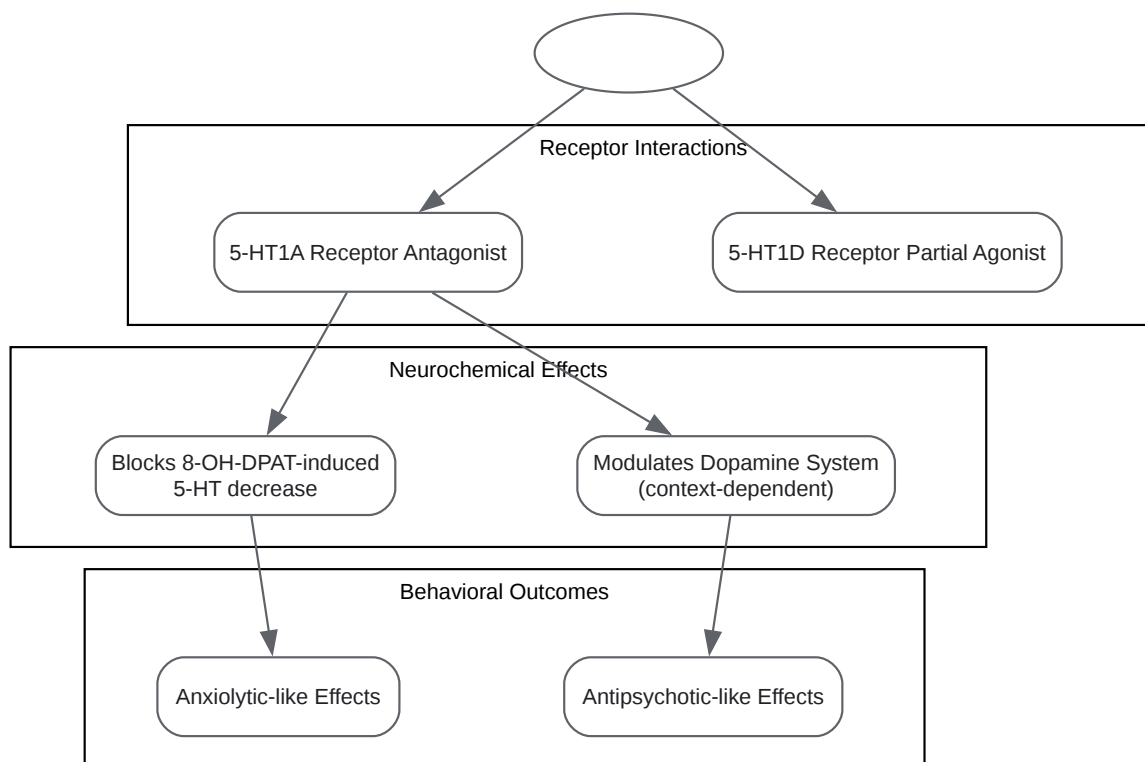 Receptor Interactions
5-HT1A Receptor Antagonist
5-HT1D Receptor Partial Agonist
Neurochemical Effects
Blocks 8-OH-DPAT-induced
5-HT decrease
Modulates Dopamine System
(context-dependent)
Behavioral Outcomes
Anxiolytic-like Effects
Antipsychotic-like Effects